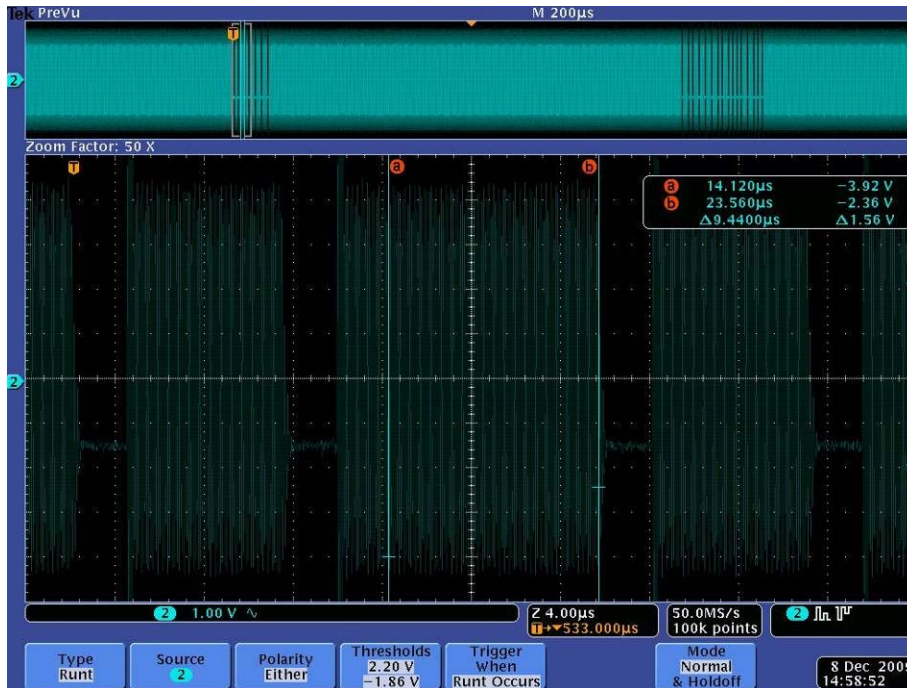 Tek PreVu M 200µs
T
2
Zoom Factor: 50 X
T a b
a 14.120µs −3.92 V
b 23.560µs −2.36 V
Δ9.4400µs Δ1.56 V
2
2 1.00 V Z 4.00µs 50.0MS/s 2
T→▼533.000µs 100k points
Type Source Polarity Thresholds Trigger Mode
Runt 2 Either 2.20 V When Normal
−1.86 V Runt Occurs & Holdoff
8 Dec 2009
14:58:52